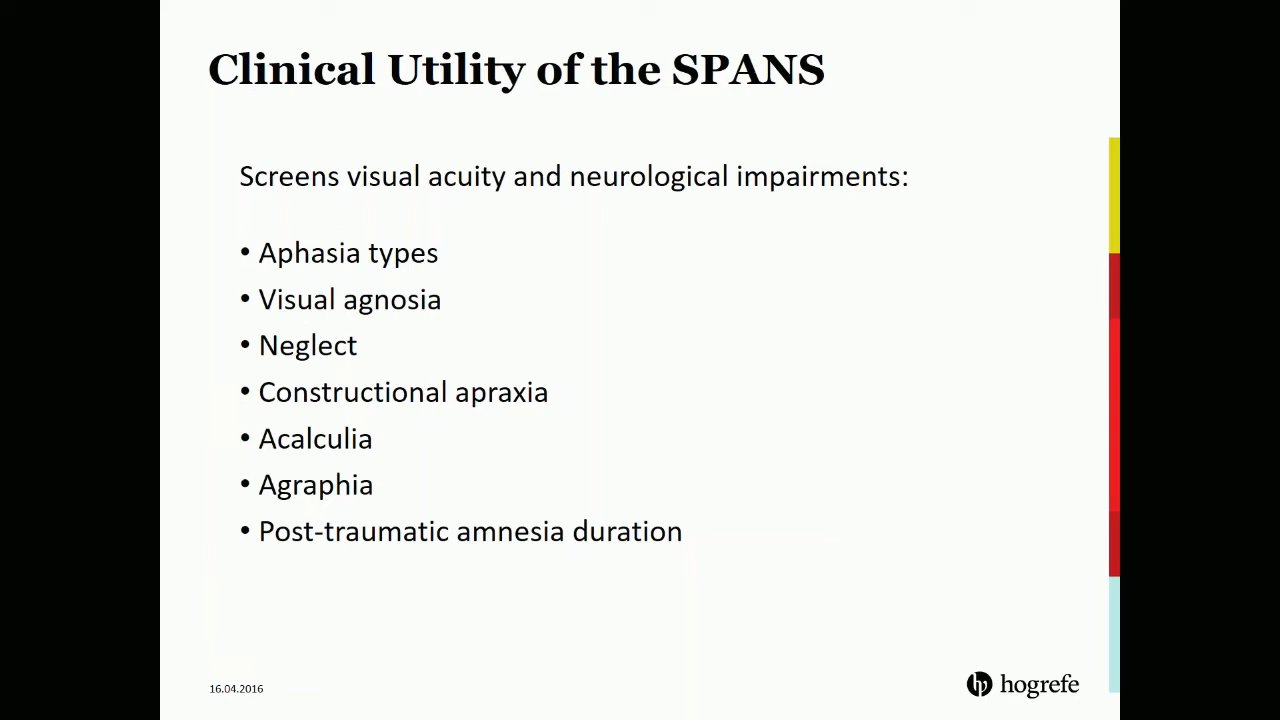 Clinical Utility of the SPANS
Screens visual acuity and neurological impairments:
• Aphasia types
• Visual agnosia
• Neglect
• Constructional apraxia
• Acalculia
• Agraphia
• Post-traumatic amnesia duration
16.04.2016
hogrefe